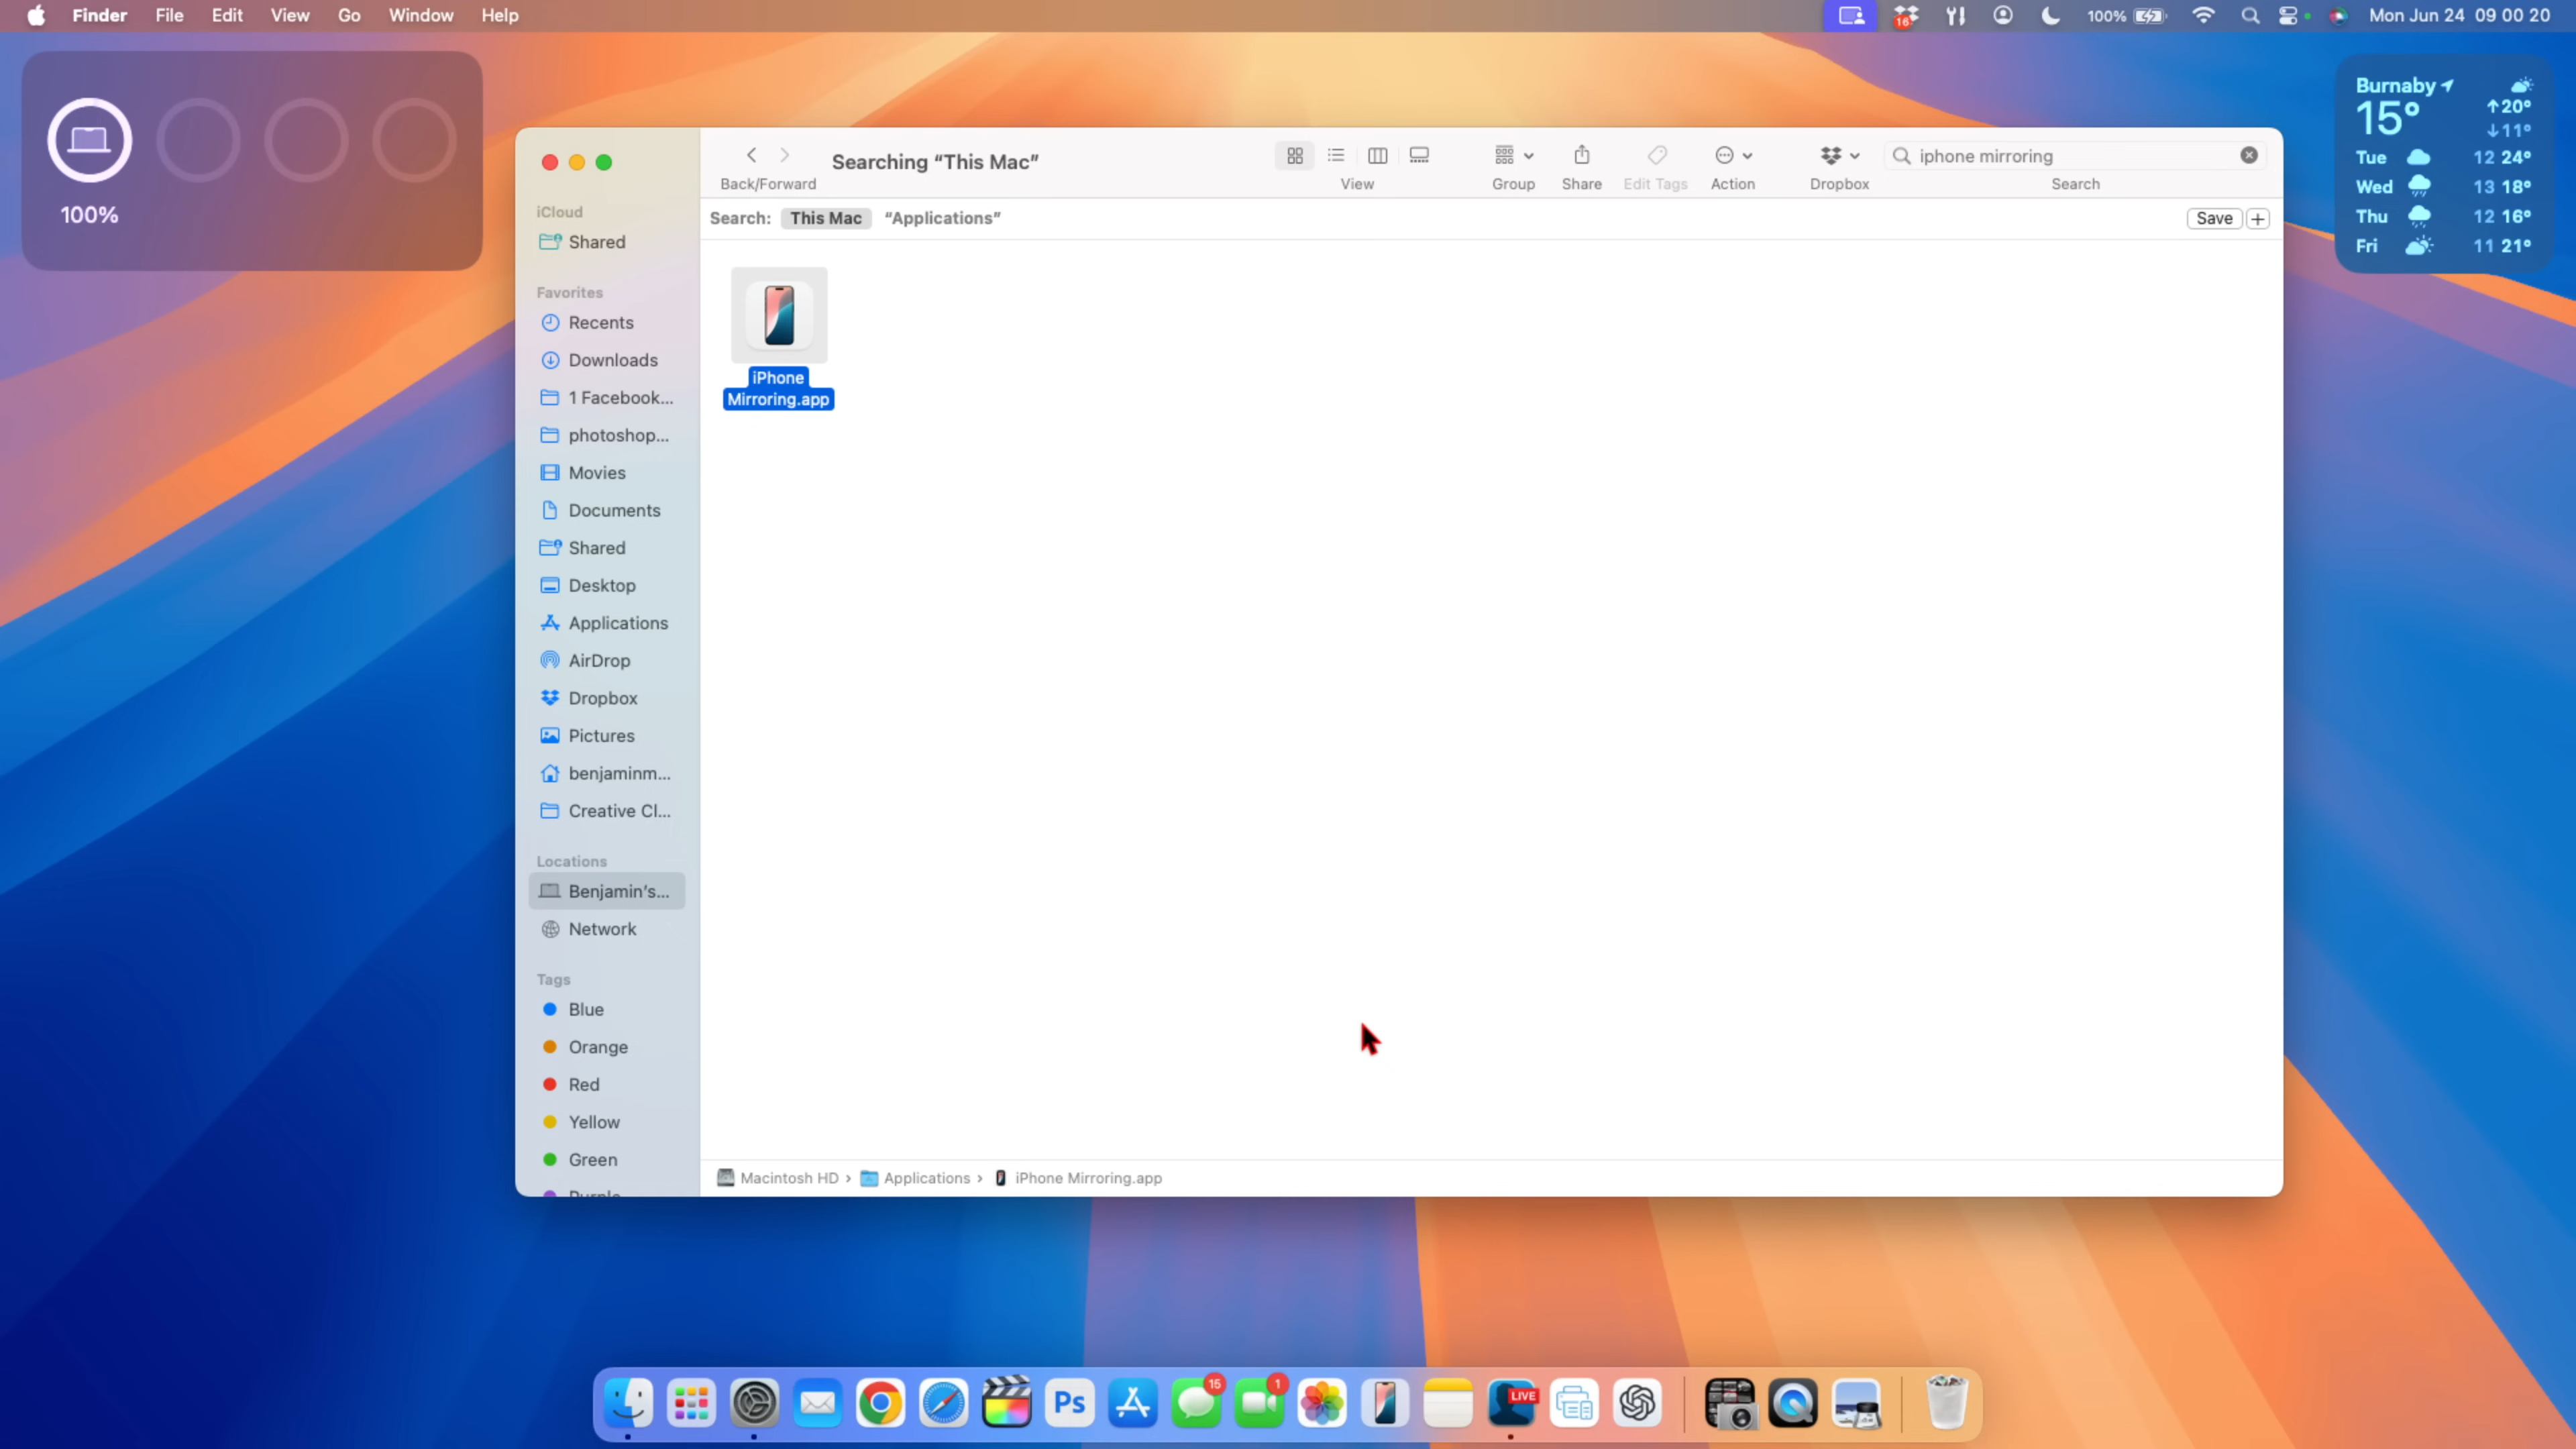 Finder File Edit View Go Window Help
16
100%
Mon Jun 24 09 00 20
100%
Burnaby
15°
↑20°
↓11°
Tue 12 24°
Wed 13 18°
Thu 12 16°
Fri 11 21°
Back/Forward
Searching “This Mac”
View
Group
Share
Edit Tags
Action
Dropbox
iphone mirroring
Search
Search: This Mac “Applications”
Save +
iCloud
Shared
Favorites
Recents
Downloads
1 Facebook...
photoshop...
Movies
Documents
Shared
Desktop
Applications
AirDrop
Dropbox
Pictures
benjaminm...
Creative Cl...
Locations
Benjamin’s...
Network
Tags
Blue
Orange
Red
Yellow
Green
Purple
iPhone
Mirroring.app
Macintosh HD › Applications › iPhone Mirroring.app
Ps
15
1
LIVE